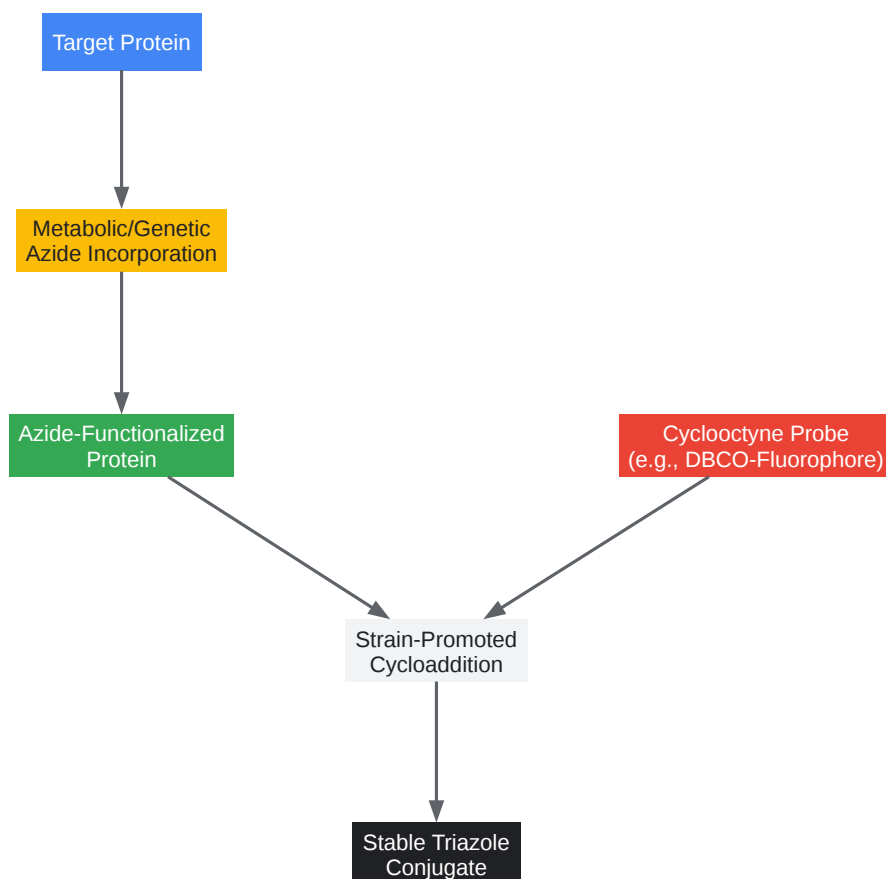 Target Protein
Metabolic/Genetic
Azide Incorporation
Azide-Functionalized
Protein
Cyclooctyne Probe
(e.g., DBCO-Fluorophore)
Strain-Promoted
Cycloaddition
Stable Triazole
Conjugate